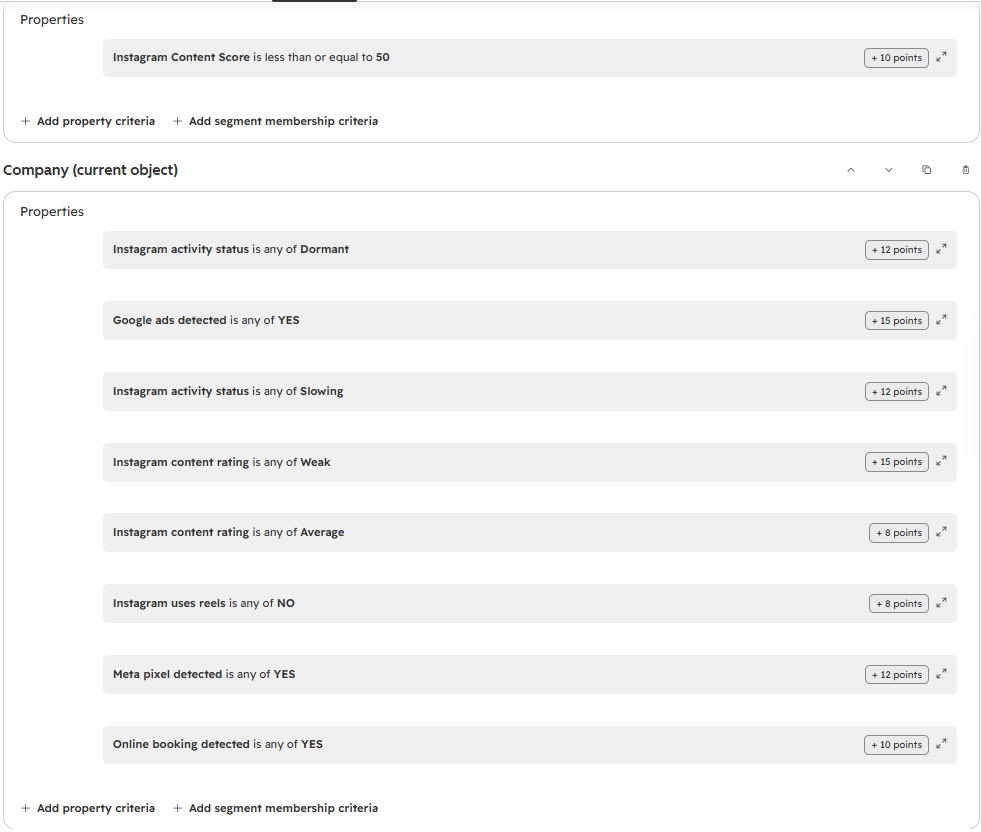 Properties
Instagram Content Score is less than or equal to 50
+ 10 points
+ Add property criteria + Add segment membership criteria
Company (current object)
Properties
Instagram activity status is any of Dormant
+ 12 points
Google ads detected is any of YES
+ 15 points
Instagram activity status is any of Slowing
+ 12 points
Instagram content rating is any of Weak
+ 15 points
Instagram content rating is any of Average
+ 8 points
Instagram uses reels is any of NO
+ 8 points
Meta pixel detected is any of YES
+ 12 points
Online booking detected is any of YES
+ 10 points
+ Add property criteria + Add segment membership criteria